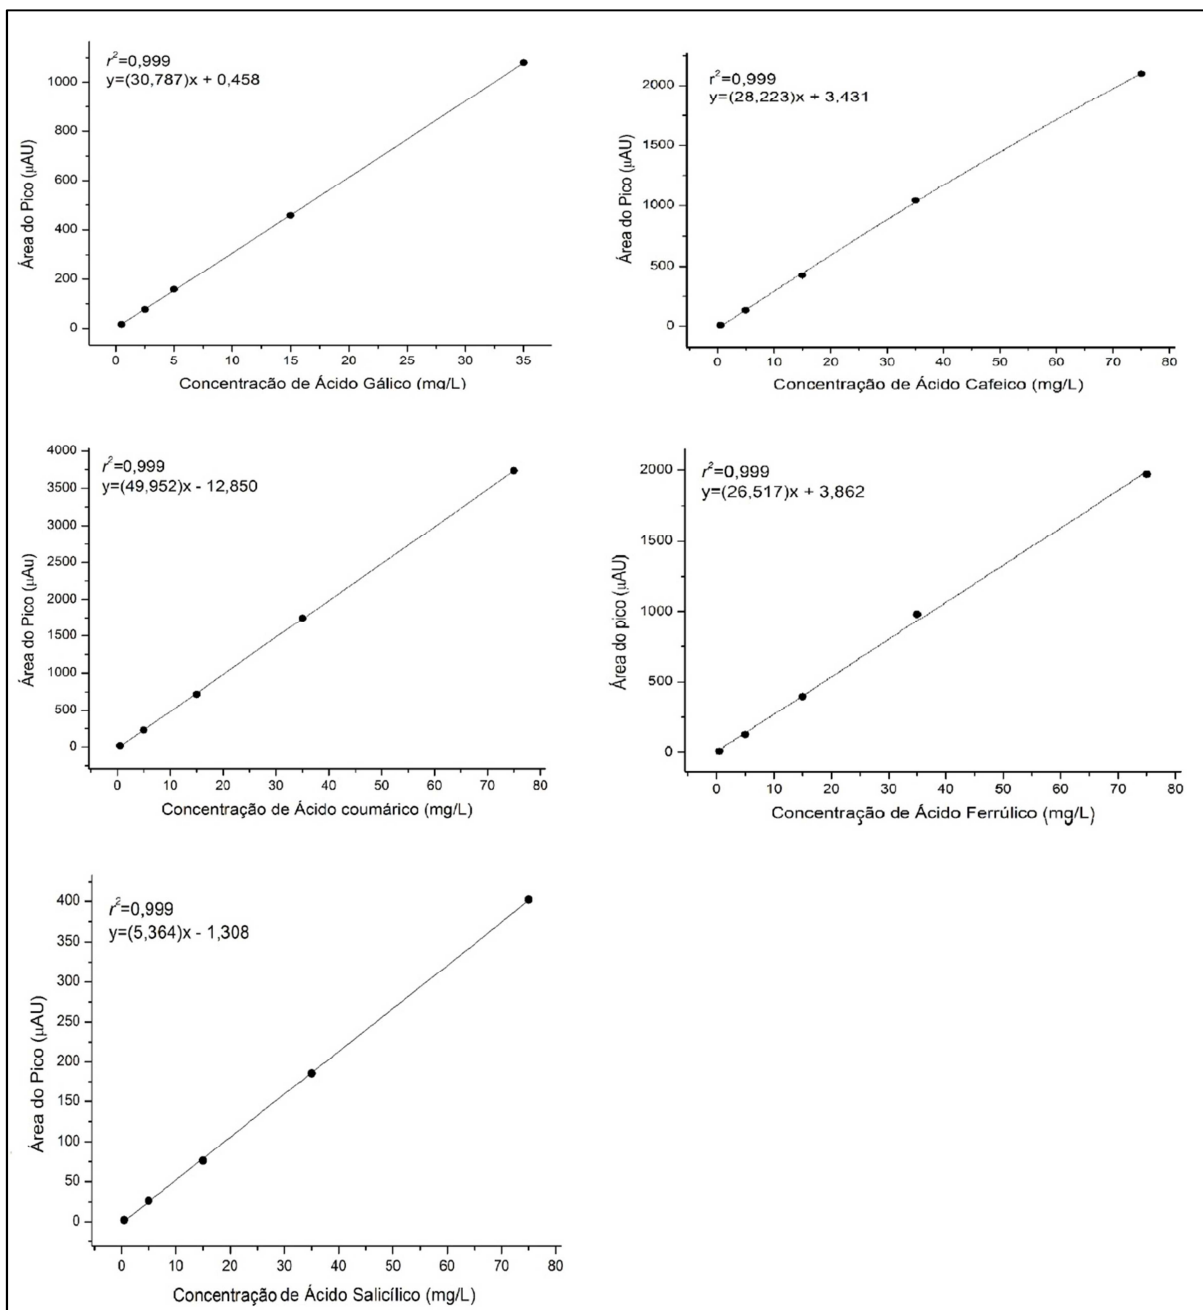 r²=0,999
y=(30,787)x + 0,458
Área do Pico (µAU)
1000
800
600
400
200
0
0 5 10 15 20 25 30 35
Concentração de Ácido Gálico (mg/L)
r²=0,999
y=(28,223)x + 3,431
Área do Pico (µAU)
2000
1500
1000
500
0
0 10 20 30 40 50 60 70 80
Concentração de Ácido Cafeico (mg/L)
r²=0,999
y=(49,952)x - 12,850
Área do Pico (µAu)
4000
3500
3000
2500
2000
1500
1000
500
0
0 10 20 30 40 50 60 70 80
Concentração de Ácido coumárico (mg/L)
r²=0,999
y=(26,517)x + 3,862
Área do pico (µAU)
2000
1500
1000
500
0
0 10 20 30 40 50 60 70 80
Concentração de Ácido Ferrúlico (mg/L)
r²=0,999
y=(5,364)x - 1,308
Área do Pico (µAU)
400
350
300
250
200
150
100
50
0
0 10 20 30 40 50 60 70 80
Concentração de Ácido Salicílico (mg/L)